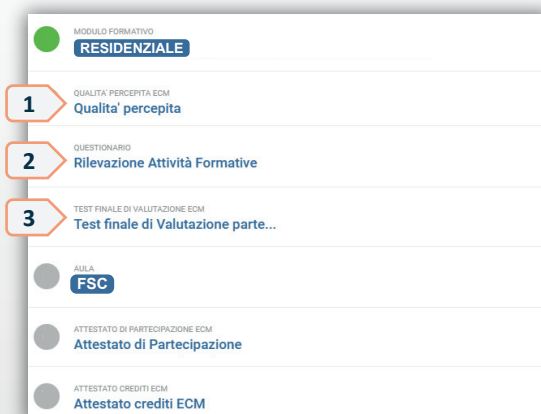 MODULO FORMATIVO
RESIDENZIALE
QUALITA' PERCEPITA ECM
1
Qualita' percepita
QUESTIONARIO
2
Rilevazione Attività Formative
TEST FINALE DI VALUTAZIONE ECM
3
Test finale di Valutazione parte...
AULA
FSC
ATTESTATO DI PARTECIPAZIONE ECM
Attestato di Partecipazione
ATTESTATO CREDITI ECM
Attestato crediti ECM